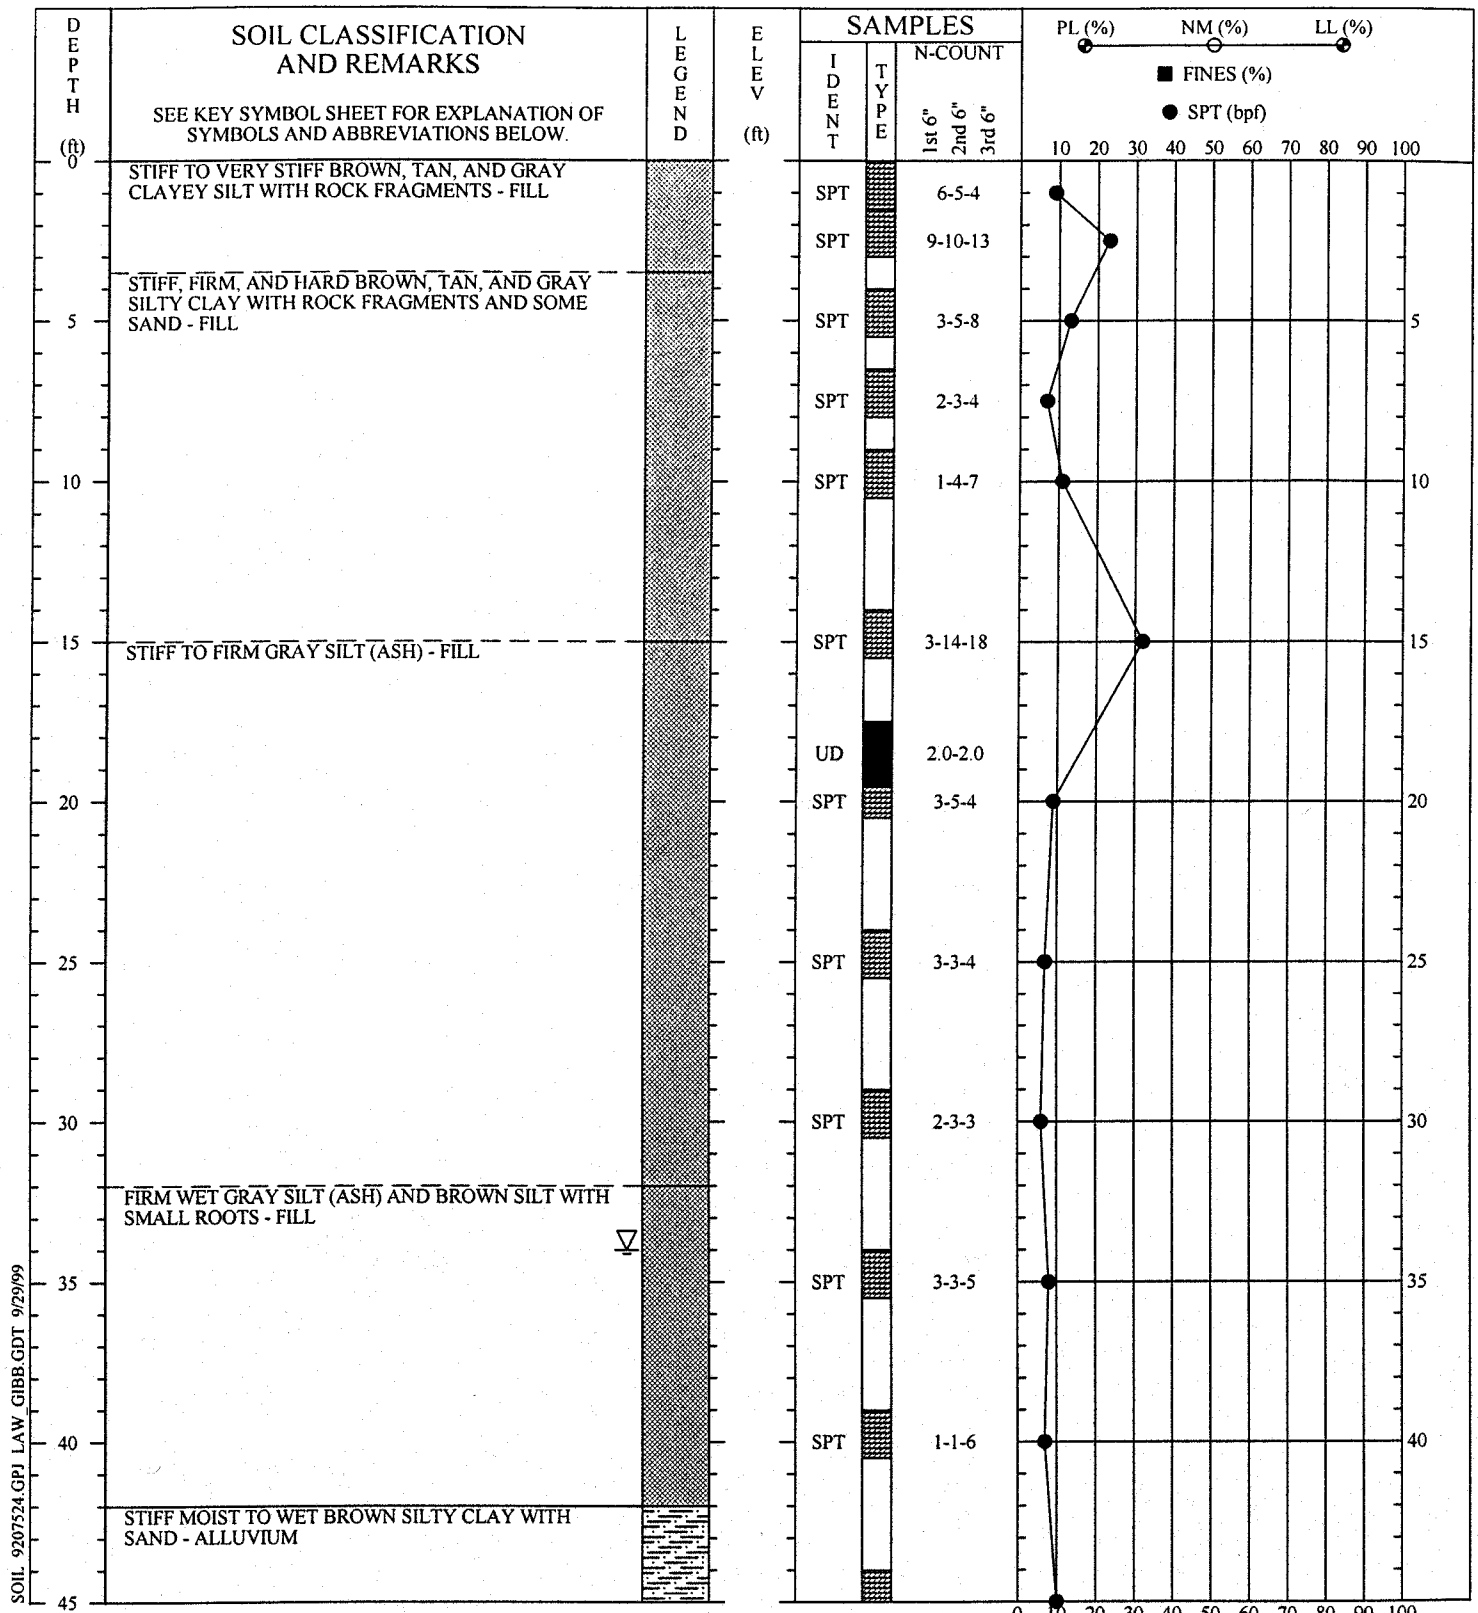 DEPTH (ft)
SOIL CLASSIFICATION
AND REMARKS
SEE KEY SYMBOL SHEET FOR EXPLANATION OF
SYMBOLS AND ABBREVIATIONS BELOW.
LEGEND
ELEV (ft)
SAMPLES
IDENT
TYPE
N-COUNT
1st 6"
2nd 6"
3rd 6"
PL (%) NM (%) LL (%)
FINES (%)
SPT (bpf)
10 20 30 40 50 60 70 80 90 100
0
STIFF TO VERY STIFF BROWN, TAN, AND GRAY
CLAYEY SILT WITH ROCK FRAGMENTS - FILL
SPT 6-5-4
SPT 9-10-13
STIFF, FIRM, AND HARD BROWN, TAN, AND GRAY
SILTY CLAY WITH ROCK FRAGMENTS AND SOME
SAND - FILL
5 SPT 3-5-8 5
SPT 2-3-4
10 SPT 1-4-7 10
15 SPT 3-14-18 15
STIFF TO FIRM GRAY SILT (ASH) - FILL
UD 2.0-2.0
20 SPT 3-5-4 20
25 SPT 3-3-4 25
30 SPT 2-3-3 30
FIRM WET GRAY SILT (ASH) AND BROWN SILT WITH
SMALL ROOTS - FILL
35 SPT 3-3-5 35
40 SPT 1-1-6 40
STIFF MOIST TO WET BROWN SILTY CLAY WITH
SAND - ALLUVIUM
45
0 10 20 30 40 50 60 70 80 90 100
SOIL 9207524.GPJ LAW_GIBB.GDT 9/29/99